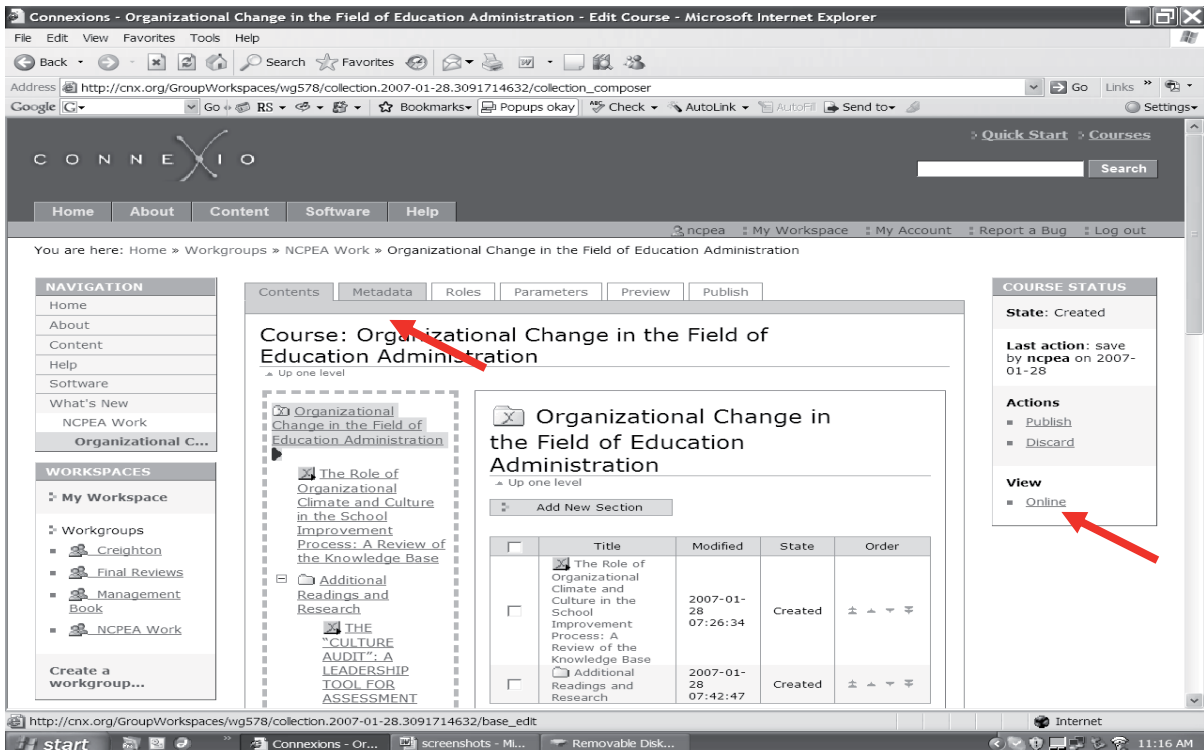 Connexions - Organizational Change in the Field of Education Administration - Edit Course - Microsoft Internet Explorer
File Edit View Favorites Tools Help
Back Search Favorites
Address http://cnx.org/GroupWorkspaces/wg578/collection.2007-01-28.3091714632/collection_composer Go Links »
Google G Go RS Bookmarks Popups okay Check AutoLink AutoFill Send to Settings
Quick Start Courses
CONNEXIO
Search
Home About Content Software Help
ncpea My Workspace My Account Report a Bug Log out
You are here: Home » Workgroups » NCPEA Work » Organizational Change in the Field of Education Administration
NAVIGATION
Home
About
Content
Help
Software
What's New
NCPEA Work
Organizational C...
WORKSPACES
My Workspace
Workgroups
Creighton
Final Reviews
Management
Book
NCPEA Work
Create a
workgroup...
Contents Metadata Roles Parameters Preview Publish
Course: Organizational Change in the Field of
Education Administration
Up one level
Organizational
Change in the Field of
Education Administration
The Role of
Organizational
Climate and Culture
in the School
Improvement
Process: A Review of
the Knowledge Base
Additional
Readings and
Research
THE
"CULTURE
AUDIT": A
LEADERSHIP
TOOL FOR
ASSESSMENT
Organizational Change in
the Field of Education
Administration
Up one level
Add New Section
Title Modified State Order
The Role of
Organizational
Climate and
Culture in the
School
Improvement
Process: A
Review of the
Knowledge Base
2007-01-
28
07:26:34
Created
Additional
Readings and
Research
2007-01-
28
07:42:47
Created
COURSE STATUS
State: Created
Last action: save
by ncpea on 2007-
01-28
Actions
Publish
Discard
View
Online
http://cnx.org/GroupWorkspaces/wg578/collection.2007-01-28.3091714632/base_edit Internet
start » Connexions - Or... screenshots - Mi... Removable Disk... 11:16 AM